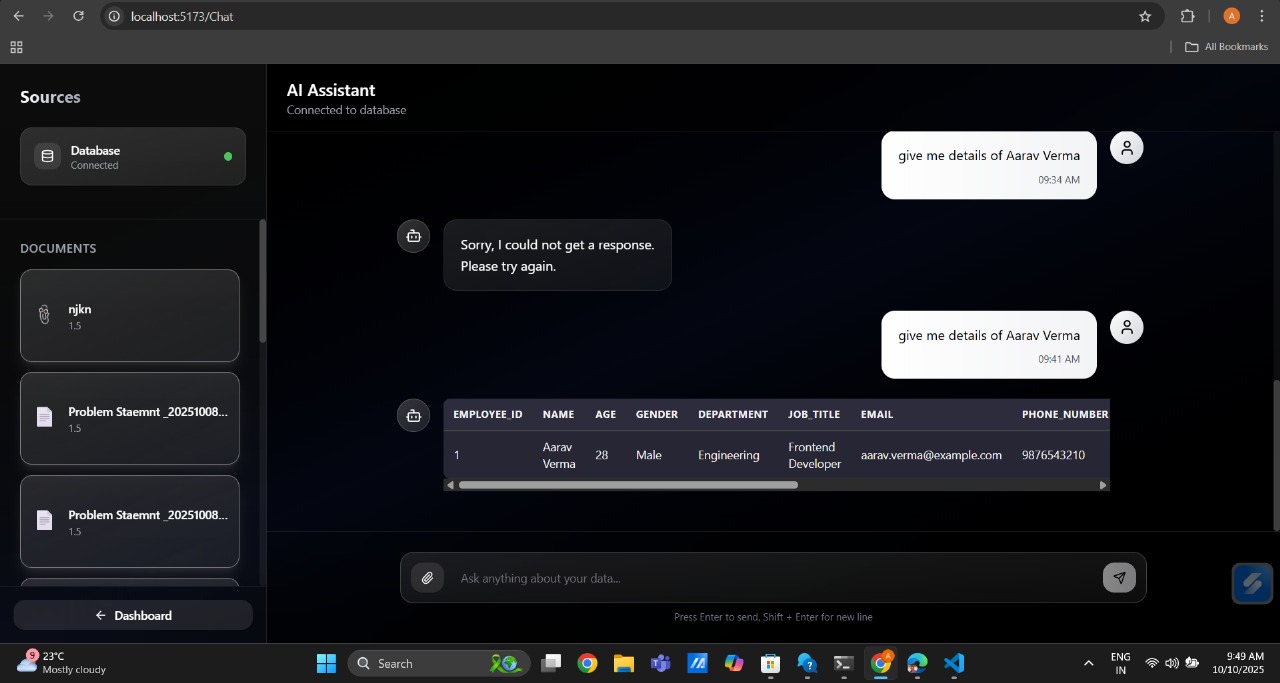 localhost:5173/Chat
A
All Bookmarks
Sources
Database
Connected
DOCUMENTS
njkn
1.5
Problem Staemnt _20251008...
1.5
Problem Staemnt _20251008...
1.5
← Dashboard
AI Assistant
Connected to database
give me details of Aarav Verma
09:34 AM
Sorry, I could not get a response.
Please try again.
give me details of Aarav Verma
09:41 AM
EMPLOYEE_ID NAME AGE GENDER DEPARTMENT JOB_TITLE EMAIL PHONE_NUMBER
1 Aarav Verma 28 Male Engineering Frontend Developer aarav.verma@example.com 9876543210
Ask anything about your data...
Press Enter to send, Shift + Enter for new line
9
23°C
Mostly cloudy
Search
A
ENG
IN
9:49 AM
10/10/2025